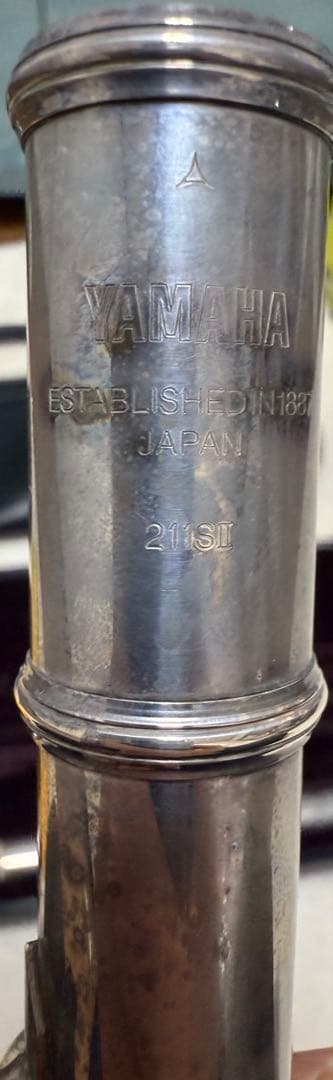 YAMAHA
ESTABLISHED IN 1887
JAPAN
211SII